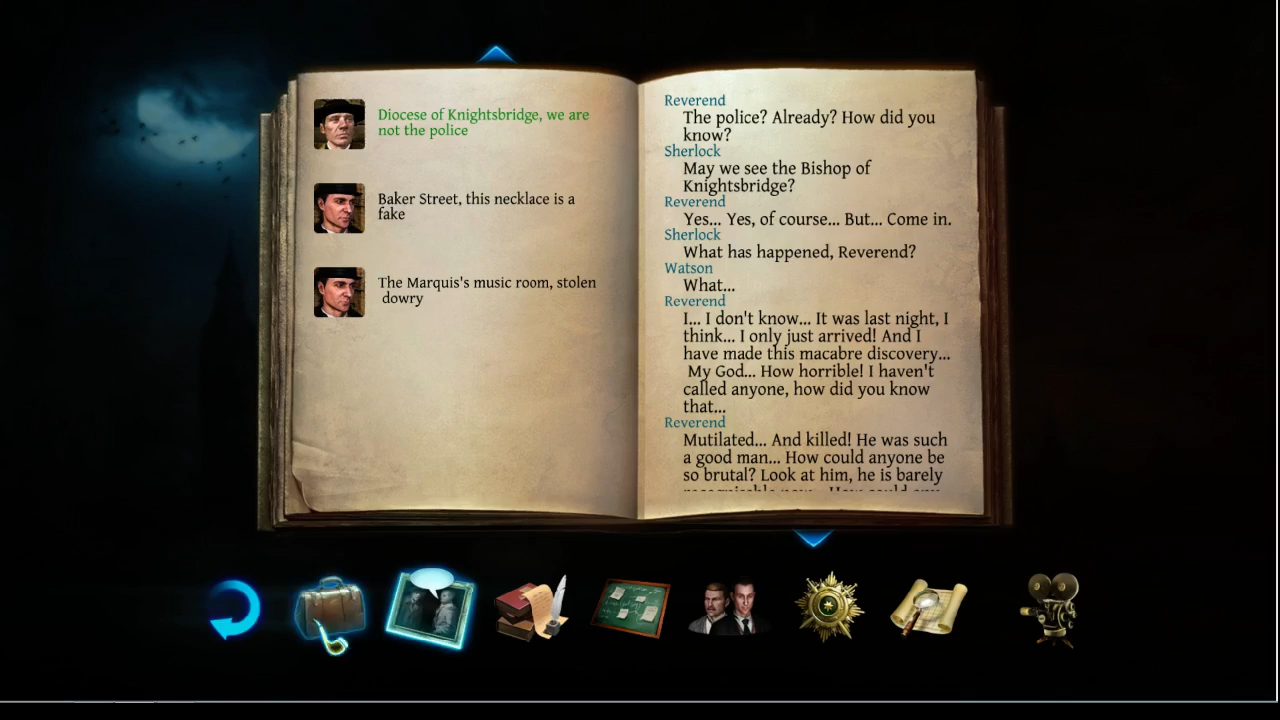 Diocese of Knightsbridge, we are
not the police
Baker Street, this necklace is a
fake
The Marquis's music room, stolen
dowry
Reverend
The police? Already? How did you
know?
Sherlock
May we see the Bishop of
Knightsbridge?
Reverend
Yes... Yes, of course... But... Come in.
Sherlock
What has happened, Reverend?
Watson
What...
Reverend
I... I don't know... It was last night, I
think... I only just arrived! And I
have made this macabre discovery...
My God... How horrible! I haven't
called anyone, how did you know
that...
Reverend
Mutilated... And killed! He was such
a good man... How could anyone be
so brutal? Look at him, he is barely